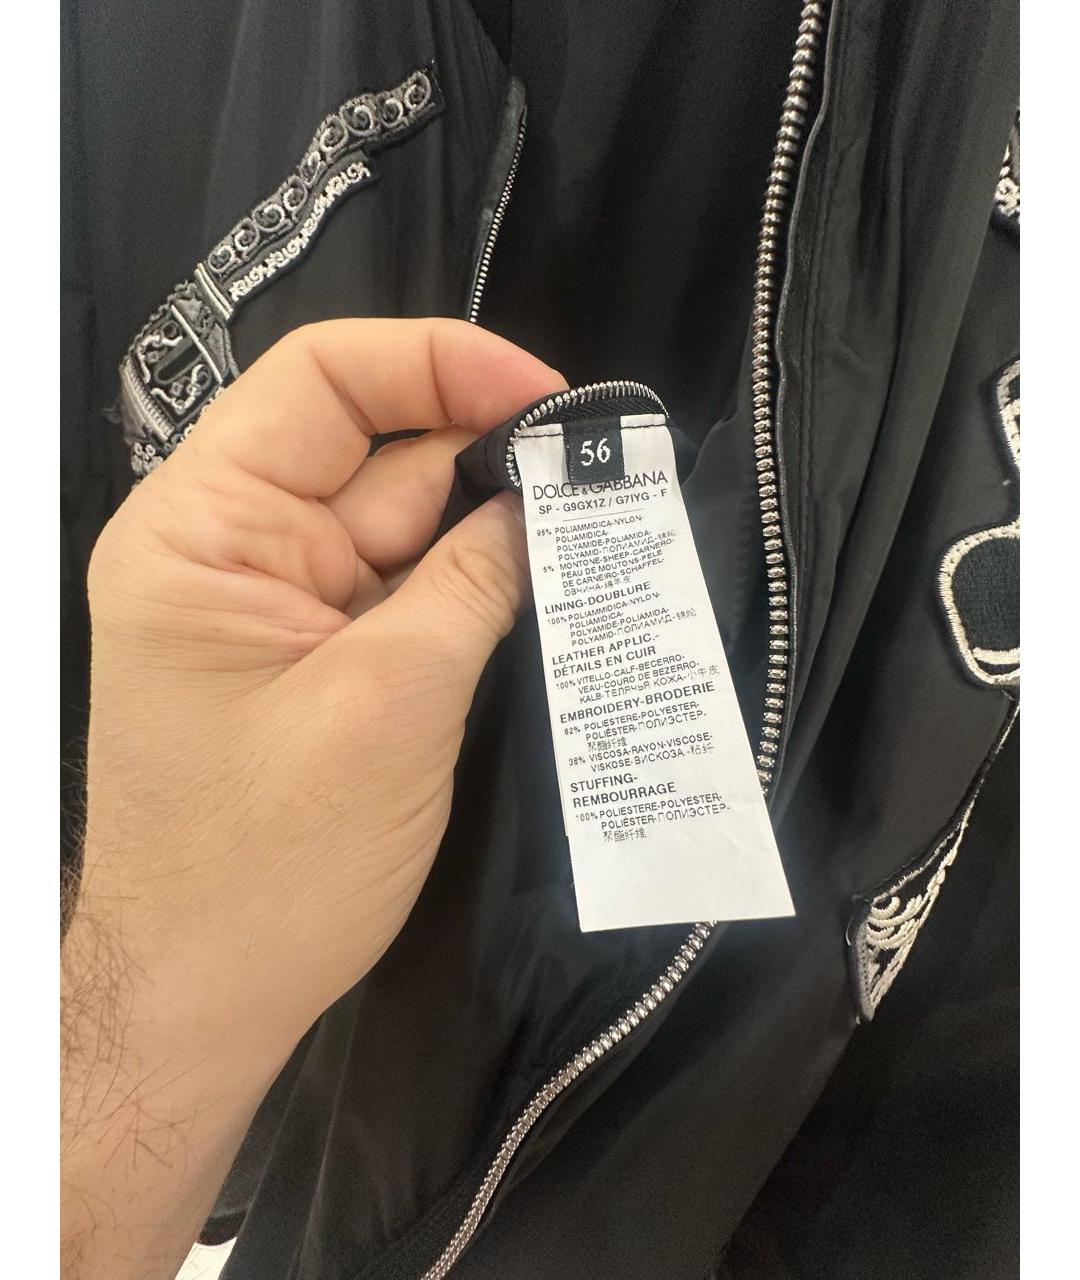 56
DOLCE & GABBANA
SP - G9GX1Z / G7IYG - F
95% POLIAMMIDICA-NYLON-
POLIAMIDICA-
POLYAMIDE-POLIAMIDA-
POLYAMID-ПОЛИАМИД-锦纶
5% MONTONE-SHEEP-CARNERO-
PEAU DE MOUTONS-PELE
DE CARNEIRO-SCHAFFEL-
ОВЧИНА-绵羊皮
LINING-DOUBLURE
100% POLIAMMIDICA-NYLON-
POLIAMIDICA-
POLYAMIDE-POLIAMIDA-
POLYAMID-ПОЛИАМИД-锦纶
LEATHER APPLIC.-
DÉTAILS EN CUIR
100% VITELLO-CALF-BECERRO-
VEAU-COURO DE BEZERRO-
KALB-ТЕЛЯЧЬЯ КОЖА-小牛皮
EMBROIDERY-BRODERIE
62% POLIESTERE-POLYESTER-
POLIÉSTER-ПОЛИЭСТЕР-
聚酯纤维
38% VISCOSA-RAYON-VISCOSE-
VISKOSE-ВИСКОЗА-粘纤
STUFFING-
REMBOURRAGE
100% POLIESTERE-POLYESTER-
POLIÉSTER-ПОЛИЭСТЕР-
聚酯纤维